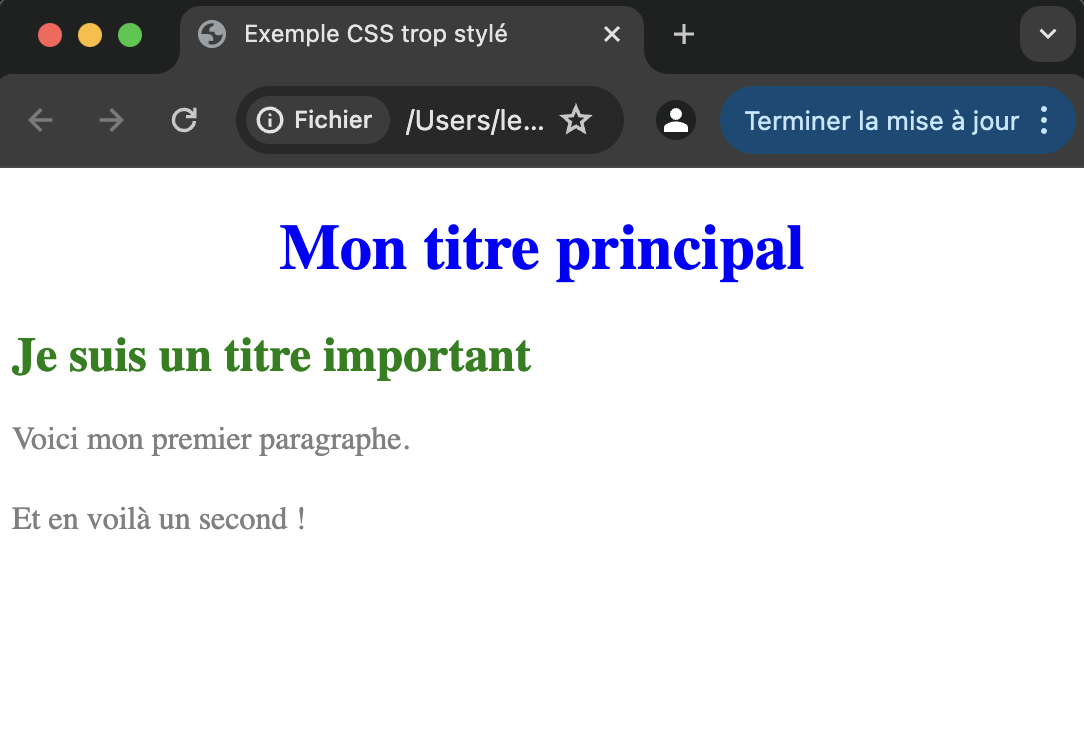 Exemple CSS trop stylé
Fichier /Users/le... Terminer la mise à jour
Mon titre principal
Je suis un titre important
Voici mon premier paragraphe.
Et en voilà un second !